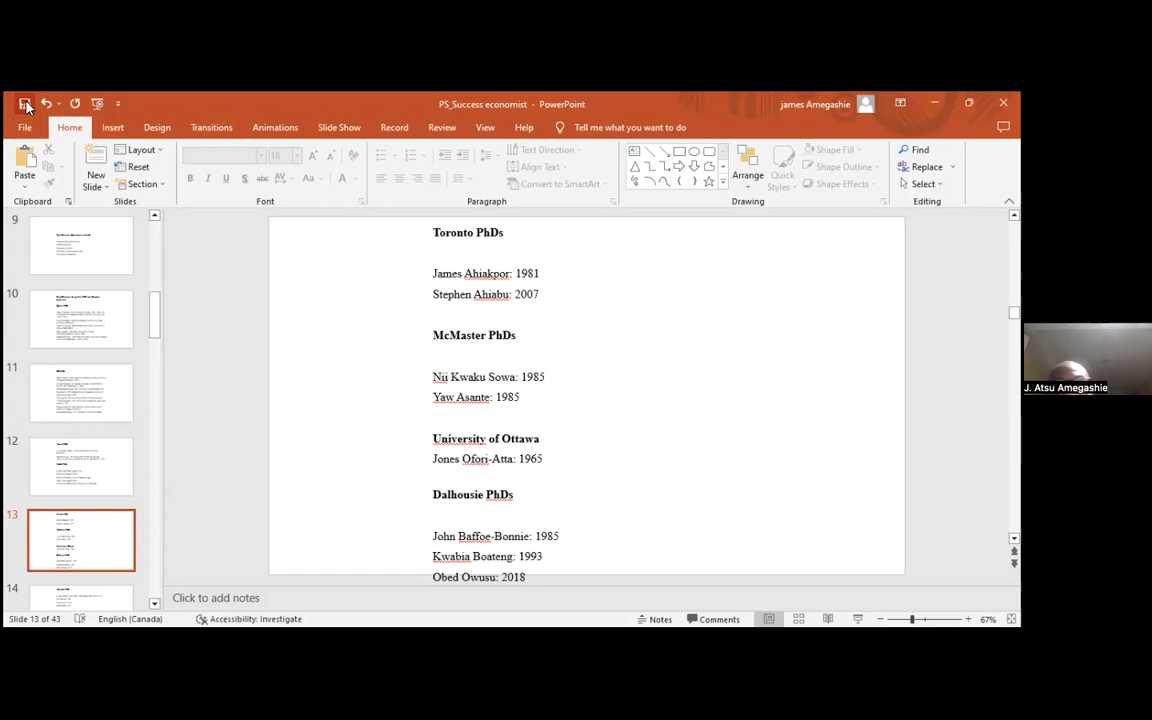 PS_Success economist - PowerPoint
james Amegashie
File Home Insert Design Transitions Animations Slide Show Record Review View Help Tell me what you want to do
Paste
New Slide
Layout
Reset
Section
18
Aa
Text Direction
Align Text
Convert to SmartArt
Arrange
Quick Styles
Shape Fill
Shape Outline
Shape Effects
Find
Replace
Select
Clipboard Slides Font Paragraph Drawing Editing
9
10
11
12
13
14
Toronto PhDs
James Ahiakpor: 1981
Stephen Ahiabu: 2007
McMaster PhDs
Nii Kwaku Sowa: 1985
Yaw Asante: 1985
University of Ottawa
Jones Ofori-Atta: 1965
Dalhousie PhDs
John Baffoe-Bonnie: 1985
Kwabia Boateng: 1993
Obed Owusu: 2018
J. Atsu Amegashie
Click to add notes
Slide 13 of 43 English (Canada) Accessibility: Investigate Notes Comments 67%